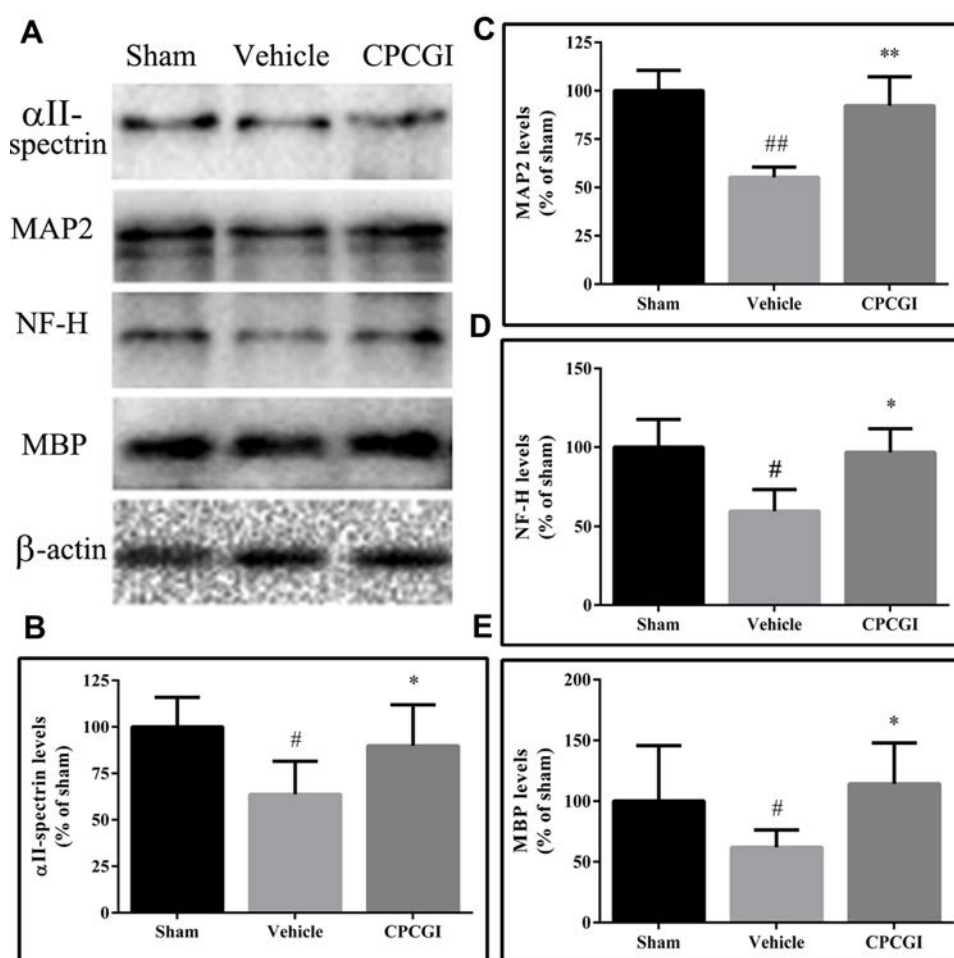 A
Sham Vehicle CPCGI
αII-
spectrin
MAP2
NF-H
MBP
β-actin
B
αII-spectrin levels
(% of sham)
125
100
75
50
25
0
#
*
Sham Vehicle CPCGI
C
MAP2 levels
(% of sham)
125
100
75
50
25
0
##
**
Sham Vehicle CPCGI
D
NF-H levels
(% of sham)
150
100
50
0
#
*
Sham Vehicle CPCGI
E
MBP levels
(% of sham)
200
150
100
50
0
#
*
Sham Vehicle CPCGI